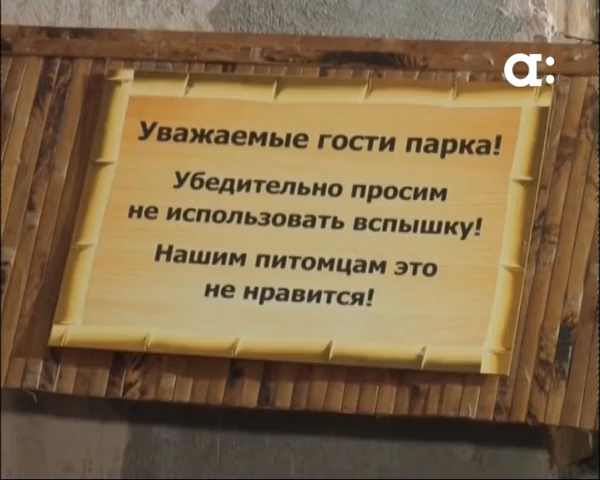 а:
Уважаемые гости парка!
Убедительно просим
не использовать вспышку!
Нашим питомцам это
не нравится!